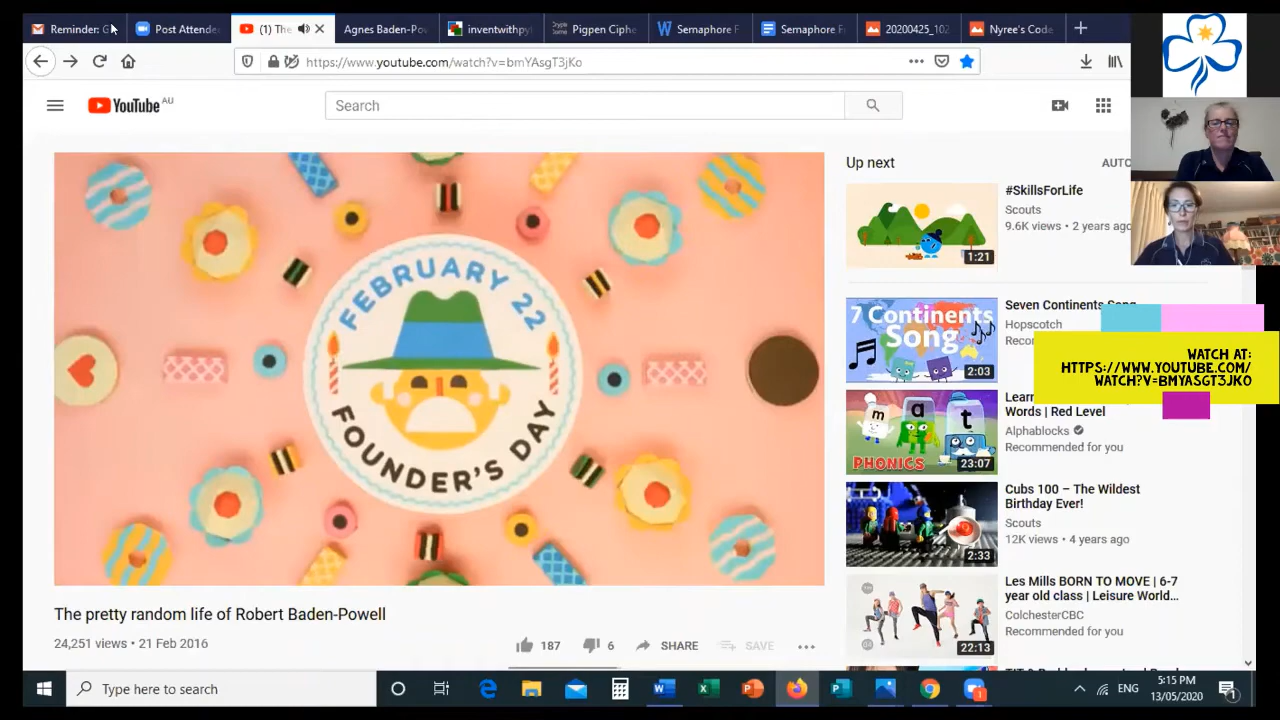 Reminder: G
Post Attende
(1) The
Agnes Baden-Po
inventwithpy
Pigpen Ciphe
Semaphore F
Semaphore F
20200425_102
Nyree's Code
https://www.youtube.com/watch?v=bmYAsgT3jKo
YouTube AU
Search
Up next
AUTO
FEBRUARY 22
FOUNDER'S DAY
#SkillsForLife
Scouts
9.6K views • 2 years ago
1:21
7 Continents
Song
2:03
Seven Continents Song
Hopscotch
WATCH AT:
HTTPS://WWW.YOUTUBE.COM/
WATCH?V=BMYASGT3JKO
m a t
PHONICS
23:07
Words | Red Level
Alphablocks
Recommended for you
2:33
Cubs 100 – The Wildest
Birthday Ever!
Scouts
12K views • 4 years ago
22:13
Les Mills BORN TO MOVE | 6-7
year old class | Leisure World...
ColchesterCBC
Recommended for you
The pretty random life of Robert Baden-Powell
24,251 views • 21 Feb 2016
187
6
SHARE
SAVE
Type here to search
ENG
5:15 PM
13/05/2020